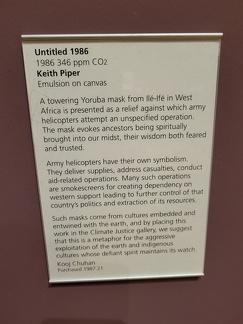 Untitled 1986
1986 346 ppm CO2
Keith Piper
Emulsion on canvas
A towering Yoruba mask from Ilé-Ifé in West
Africa is presented as a relief against which army
helicopters attempt an unspecified operation.
The mask evokes ancestors being spiritually
brought into our midst, their wisdom both feared
and trusted.
Army helicopters have their own symbolism.
They deliver supplies, address casualties, conduct
aid-related operations. Many such operations
are smokescreens for creating dependency on
western support leading to further control of that
country's politics and extraction of its resources.
Such masks come from cultures embedded and
entwined with the earth, and by placing this
work in the Climate Justice gallery, we suggest
that this is a metaphor for the aggressive
exploitation of the earth and indigenous
cultures whose defiant spirit maintains its watch.
Kooj Chuhan
Purchased 1987.21